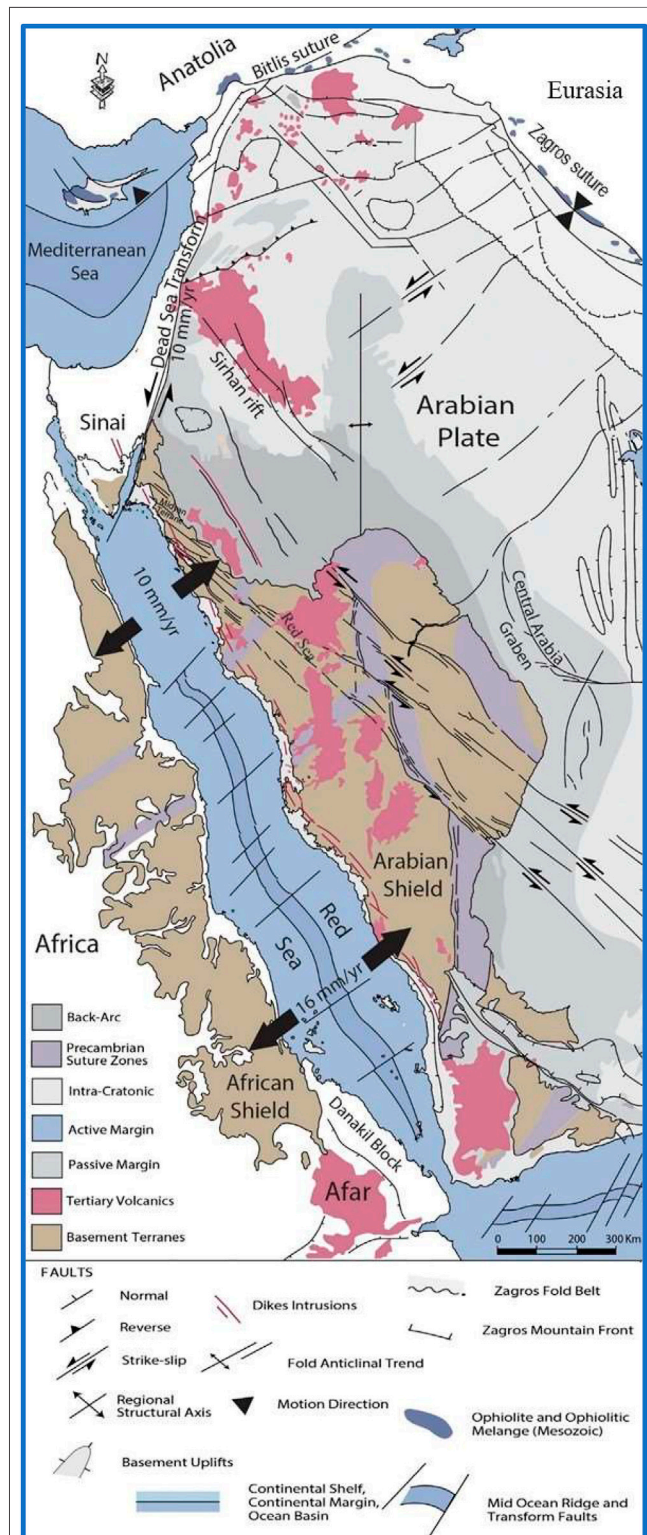 N
Anatolia
Bitlis suture
Eurasia
Zagros suture
Mediterranean
Sea
Dead Sea Transform
10 mm/yr
Sirhan rift
Arabian
Plate
Sinai
Midyan
Terrane
10 mm/yr
Red Sea
Central Arabia
Graben
Arabian
Shield
Africa
Red
Sea
16 mm/yr
African
Shield
Danakil Block
Afar
Back-Arc
Precambrian
Suture Zones
Intra-Cratonic
Active Margin
Passive Margin
Tertiary Volcanics
Basement Terranes
0 100 200 300 Km
FAULTS
Normal
Reverse
Strike-slip
Regional
Structural Axis
Basement Uplifts
Dikes Intrusions
Fold Anticlinal Trend
Motion Direction
Continental Shelf,
Continental Margin,
Ocean Basin
Zagros Fold Belt
Zagros Mountain Front
Ophiolite and Ophiolitic
Melange (Mesozoic)
Mid Ocean Ridge and
Transform Faults